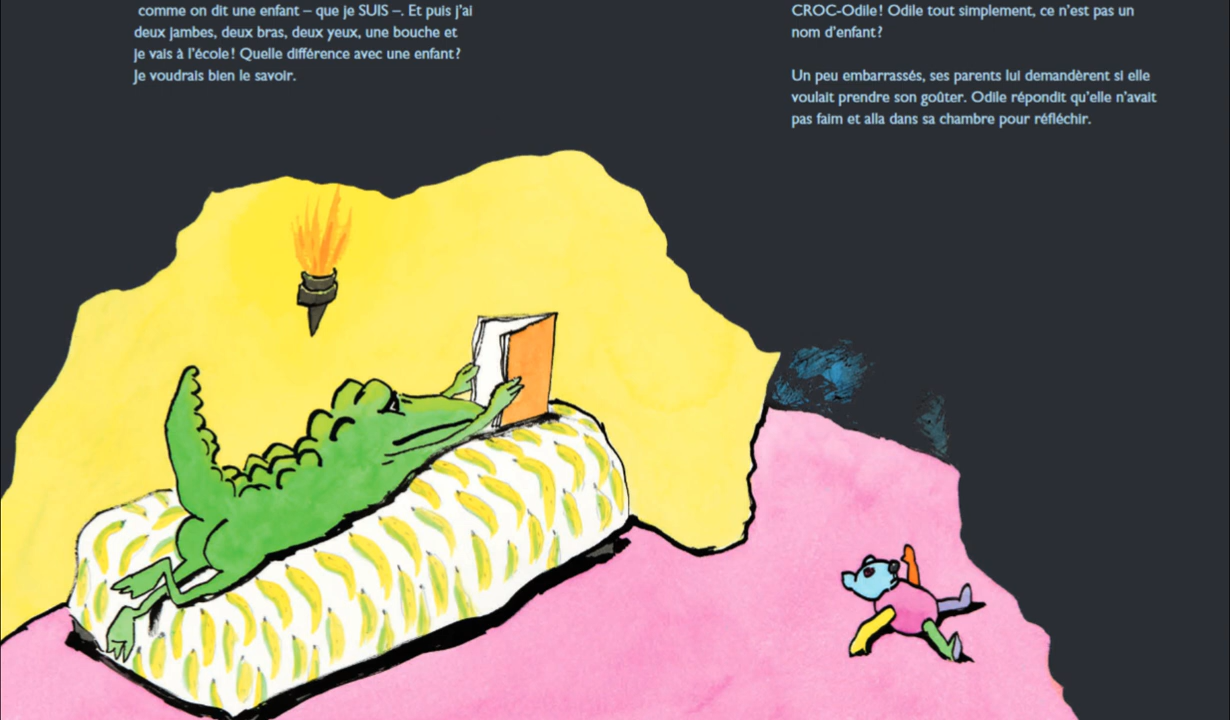 comme on dit une enfant – que je SUIS –. Et puis j'ai
deux jambes, deux bras, deux yeux, une bouche et
je vais à l'école ! Quelle différence avec une enfant ?
Je voudrais bien le savoir.
CROC-Odile ! Odile tout simplement, ce n'est pas un
nom d'enfant ?
Un peu embarrassés, ses parents lui demandèrent si elle
voulait prendre son goûter. Odile répondit qu'elle n'avait
pas faim et alla dans sa chambre pour réfléchir.